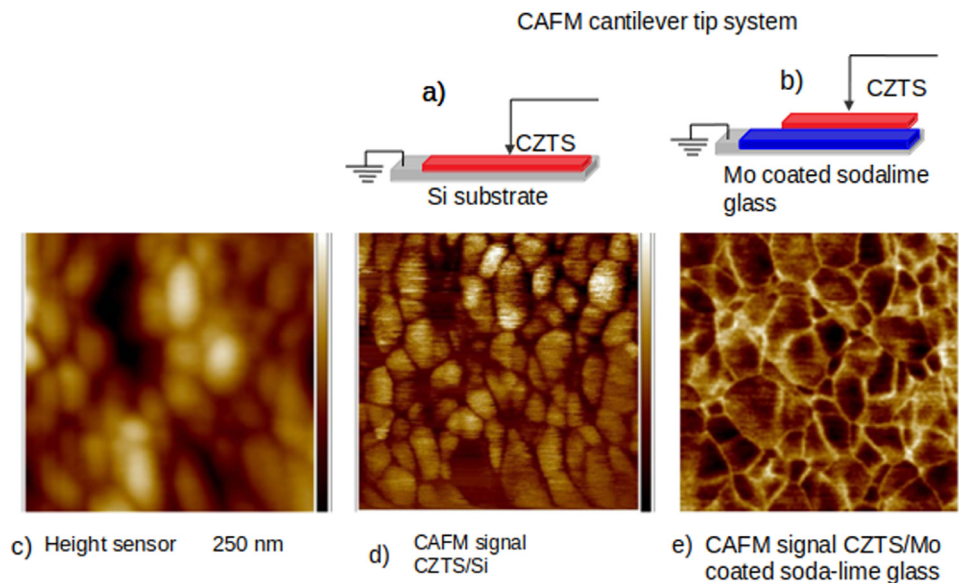 CAFM cantilever tip system
a)
CZTS
Si substrate
b)
CZTS
Mo coated sodalime
glass
c) Height sensor 250 nm
d) CAFM signal
CZTS/Si
e) CAFM signal CZTS/Mo
coated soda-lime glass